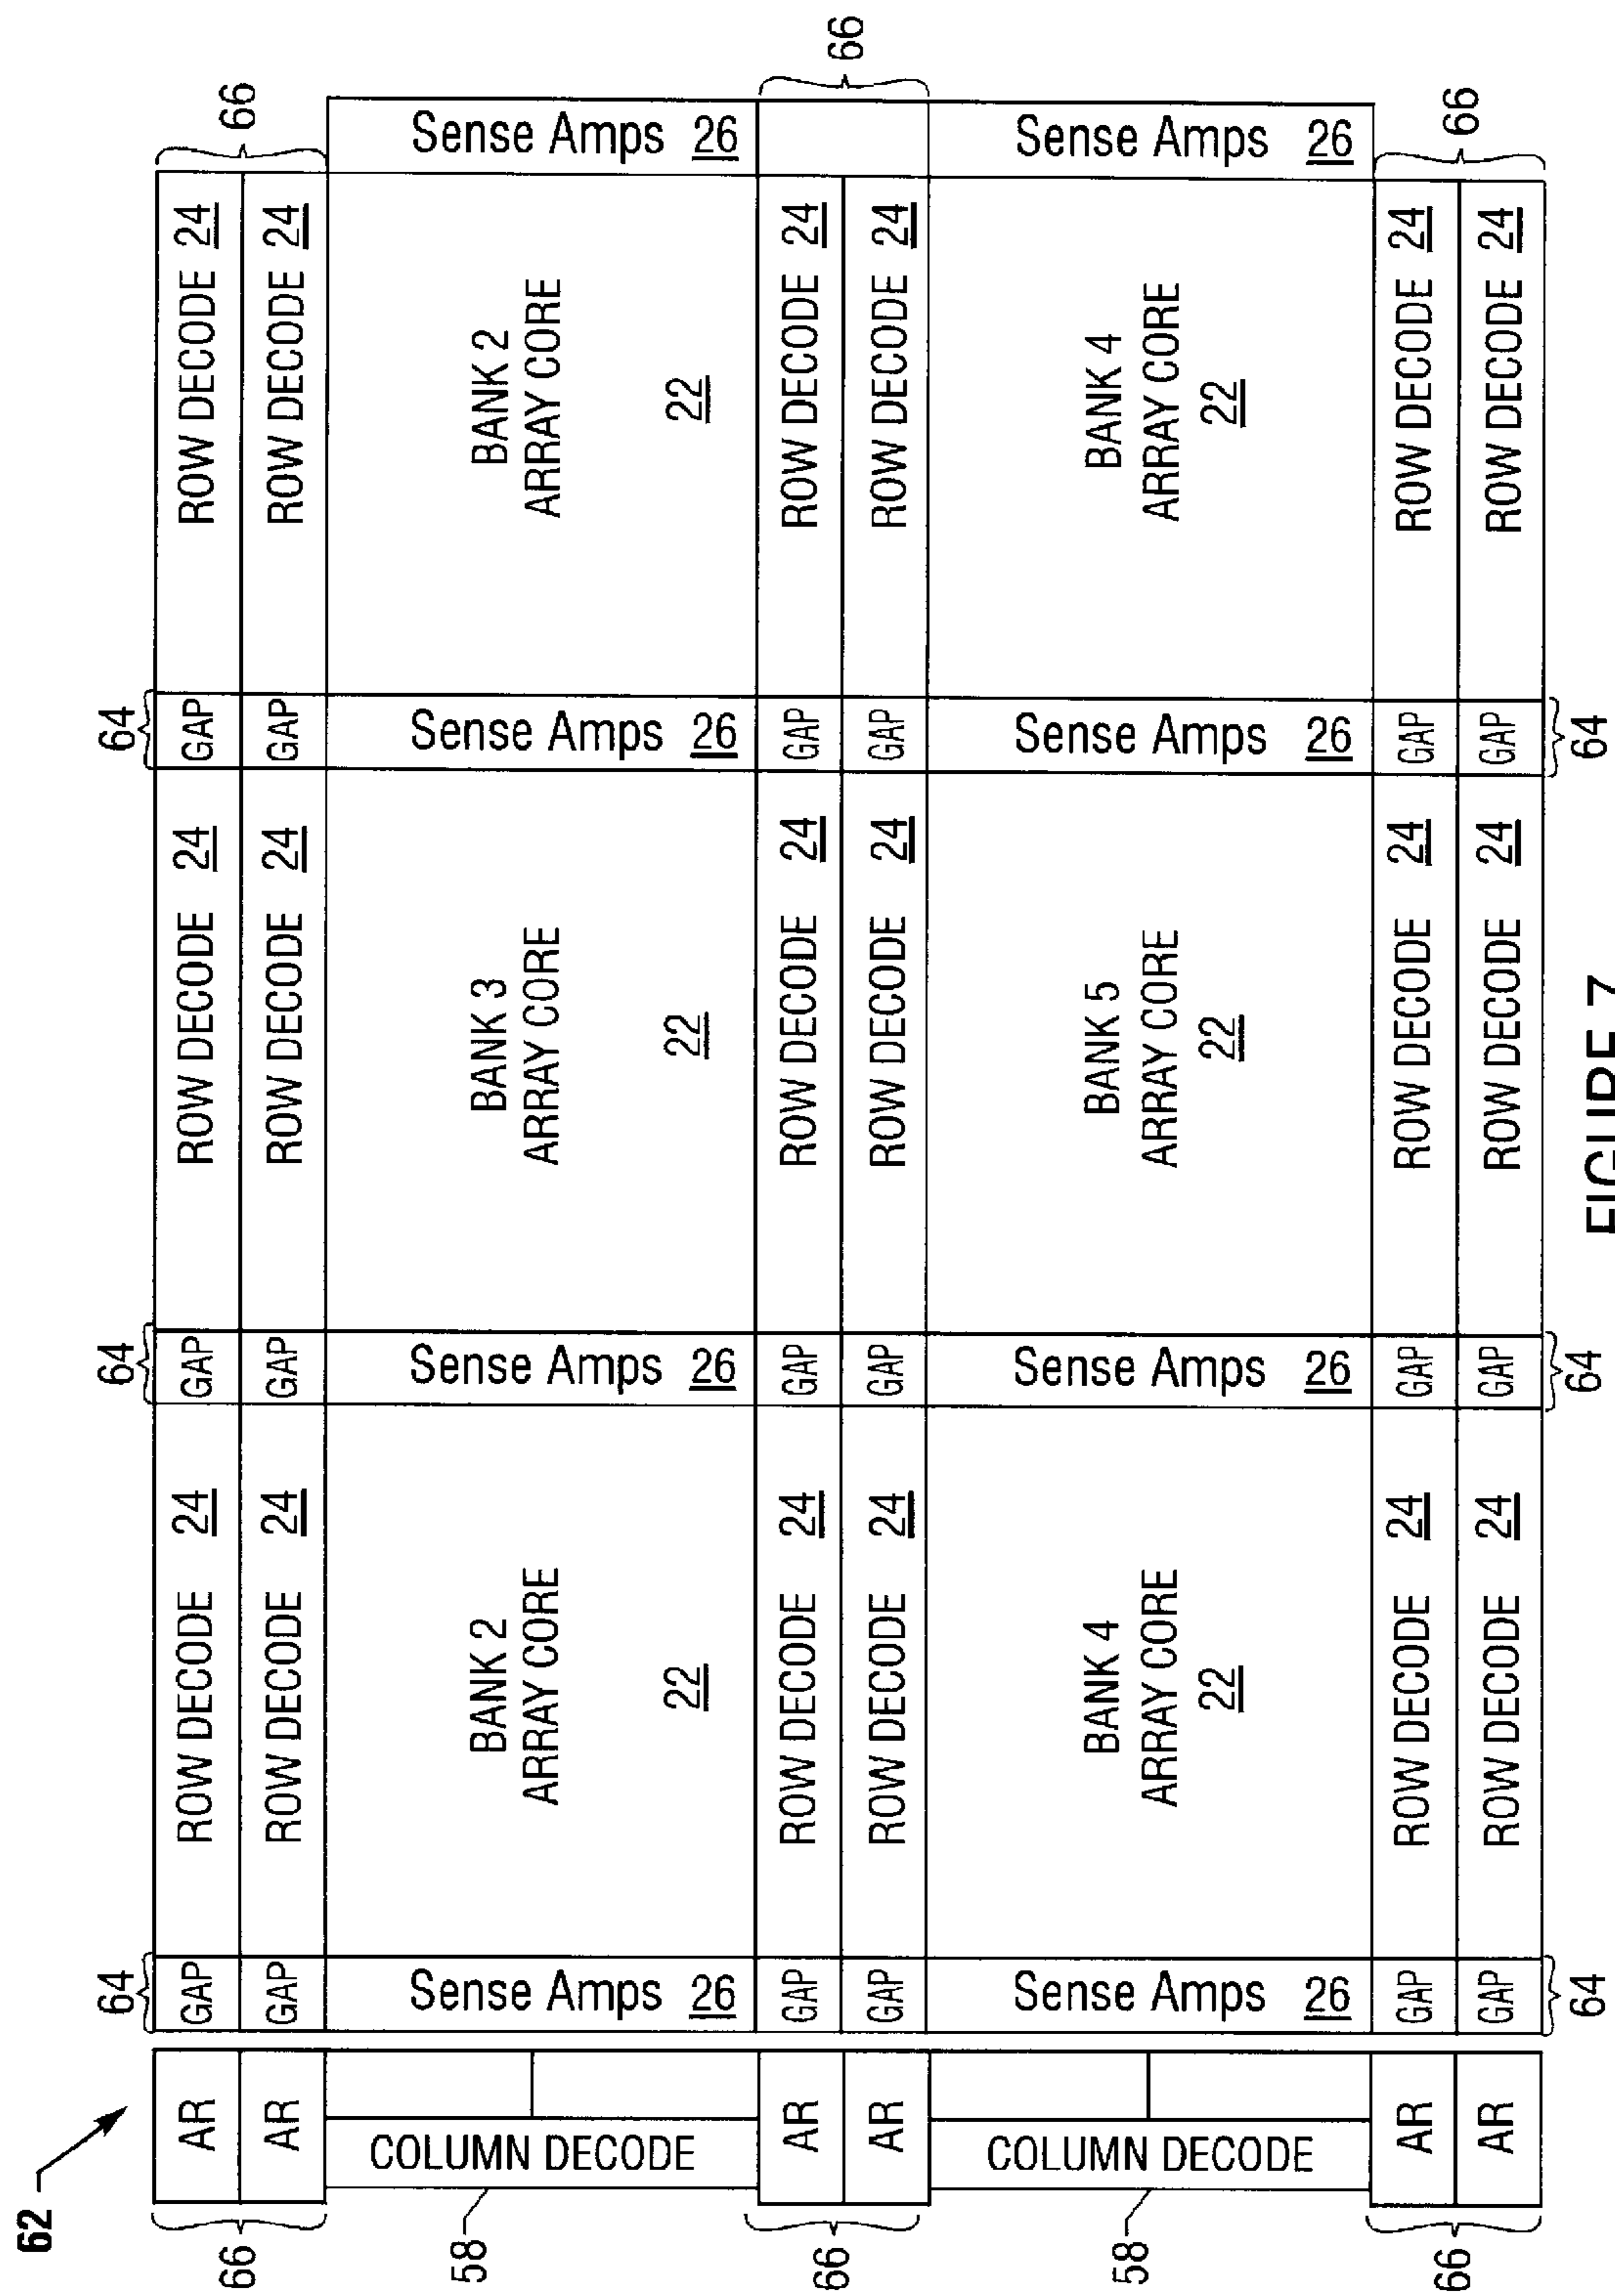 62
64
64
64
66
AR
GAP
ROW DECODE 24
GAP
ROW DECODE 24
GAP
ROW DECODE 24
66
AR
GAP
ROW DECODE 24
GAP
ROW DECODE 24
GAP
ROW DECODE 24
58
COLUMN DECODE
Sense Amps 26
BANK 2
ARRAY CORE
22
Sense Amps 26
BANK 3
ARRAY CORE
22
Sense Amps 26
BANK 2
ARRAY CORE
22
Sense Amps 26
66
AR
GAP
ROW DECODE 24
GAP
ROW DECODE 24
GAP
ROW DECODE 24
66
AR
GAP
ROW DECODE 24
GAP
ROW DECODE 24
GAP
ROW DECODE 24
58
COLUMN DECODE
Sense Amps 26
BANK 4
ARRAY CORE
22
Sense Amps 26
BANK 5
ARRAY CORE
22
Sense Amps 26
BANK 4
ARRAY CORE
22
Sense Amps 26
66
AR
GAP
ROW DECODE 24
GAP
ROW DECODE 24
GAP
ROW DECODE 24
66
AR
GAP
ROW DECODE 24
GAP
ROW DECODE 24
GAP
ROW DECODE 24
64
64
64
FIGURE 7